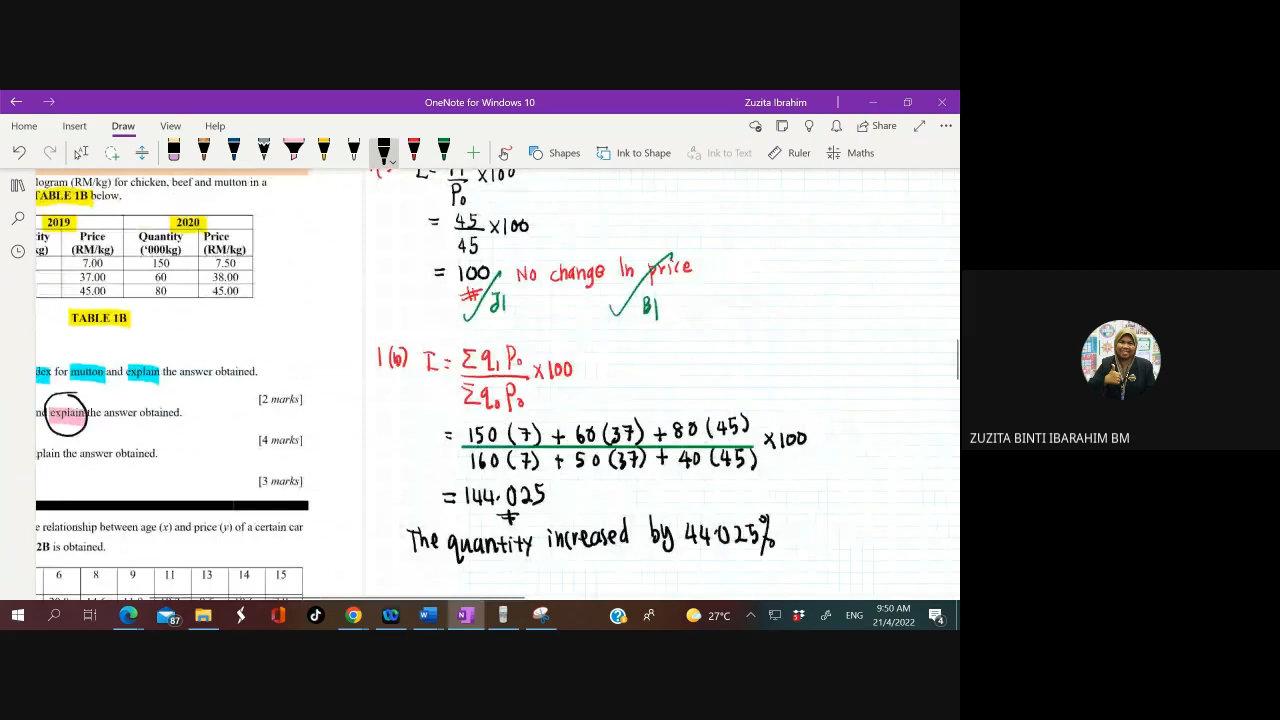 OneNote for Windows 10
Zuzita Ibrahim
Home Insert Draw View Help
Share
Shapes Ink to Shape Ink to Text Ruler Maths
logram (RM/kg) for chicken, beef and mutton in a
TABLE 1B below.
2019 2020
ity Price Quantity Price
kg) (RM/kg) ('000kg) (RM/kg)
7.00 150 7.50
37.00 60 38.00
45.00 80 45.00
TABLE 1B
dex for mutton and explain the answer obtained.
[2 marks]
nd explain the answer obtained.
[4 marks]
plain the answer obtained.
[3 marks]
e relationship between age (x) and price (y) of a certain car
2B is obtained.
6 8 9 11 13 14 15
P₀ ×100
= 45/45 ×100
= 100 No change In price
J1 B1
1(b) I = Σq₁p₀/Σq₀p₀ ×100
= 150(7) + 60(37) + 80(45)
160(7) + 50(37) + 40(45) ×100
= 144.025
The quantity increased by 44.025%
ZUZITA BINTI IBARAHIM BM
87
27°C
ENG
9:50 AM
21/4/2022
4